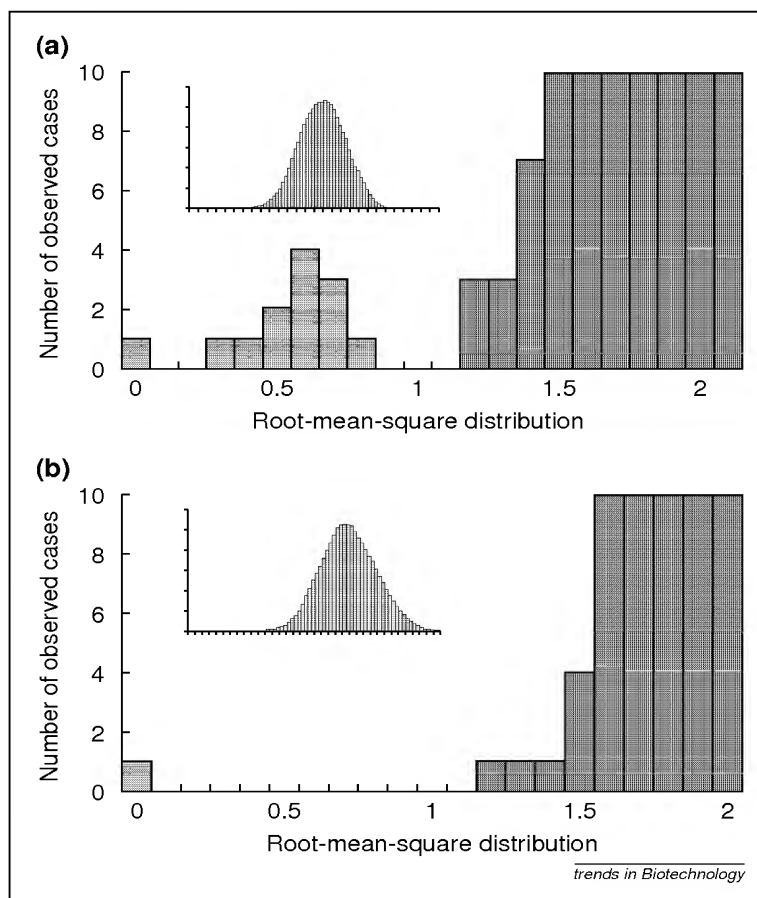 (a)
Number of observed cases
10
8
6
4
2
0
0 0.5 1 1.5 2
Root-mean-square distribution
(b)
Number of observed cases
10
8
6
4
2
0
0 0.5 1 1.5 2
Root-mean-square distribution
trends in Biotechnology